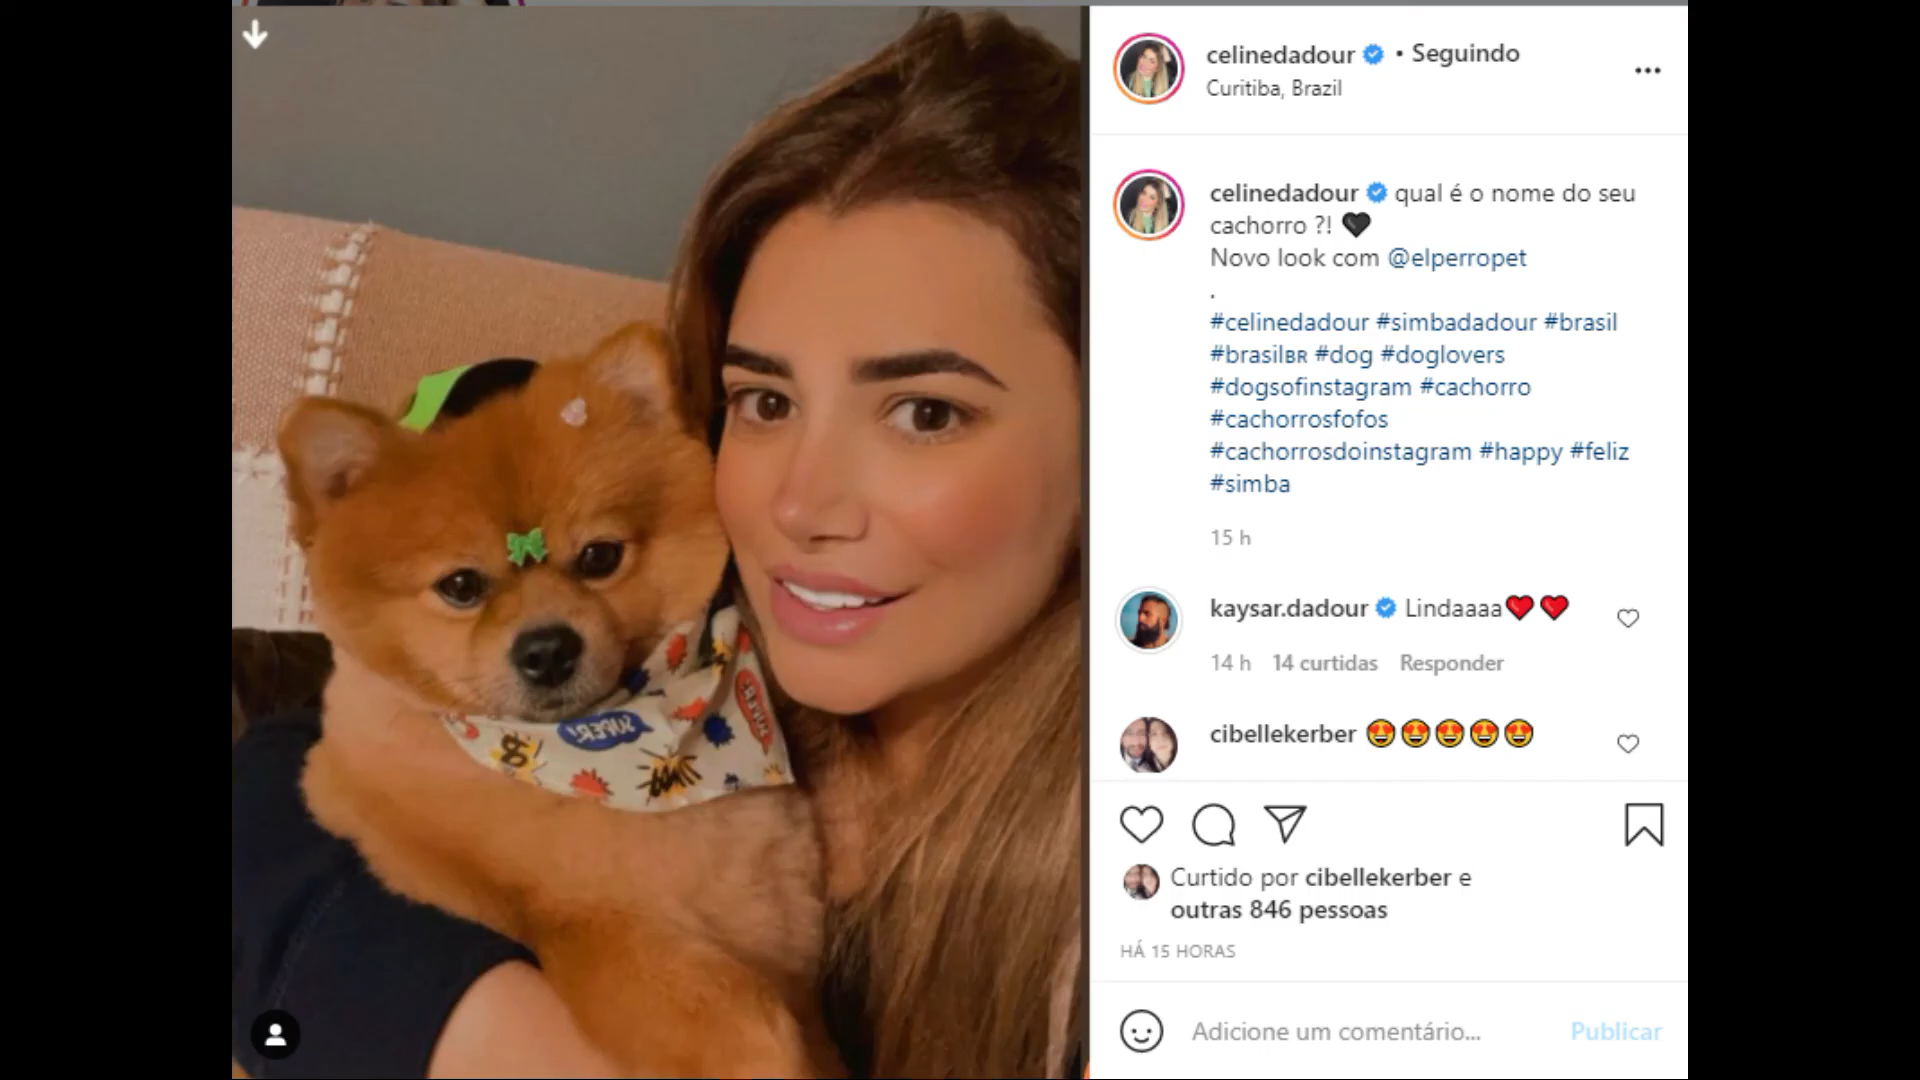 celinedadour • Seguindo
Curitiba, Brazil
celinedadour qual é o nome do seu
cachorro ?! 🖤
Novo look com @elperropet
.
#celinedadour #simbadadour #brasil
#brasilʙʀ #dog #doglovers
#dogsofinstagram #cachorro
#cachorrosfofos
#cachorrosdoinstagram #happy #feliz
#simba
15 h
kaysar.dadour Lindaaaa❤️❤️
14 h 14 curtidas Responder
cibellekerber 😍😍😍😍😍
Curtido por cibellekerber e
outras 846 pessoas
HÁ 15 HORAS
Adicione um comentário... Publicar
SUPER!